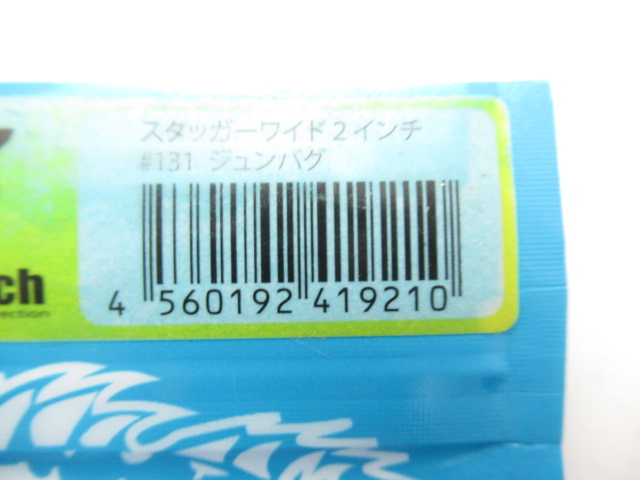 スタッガーワイド2インチ
#131 ジュンバグ
ch
rection
4 560192 419210